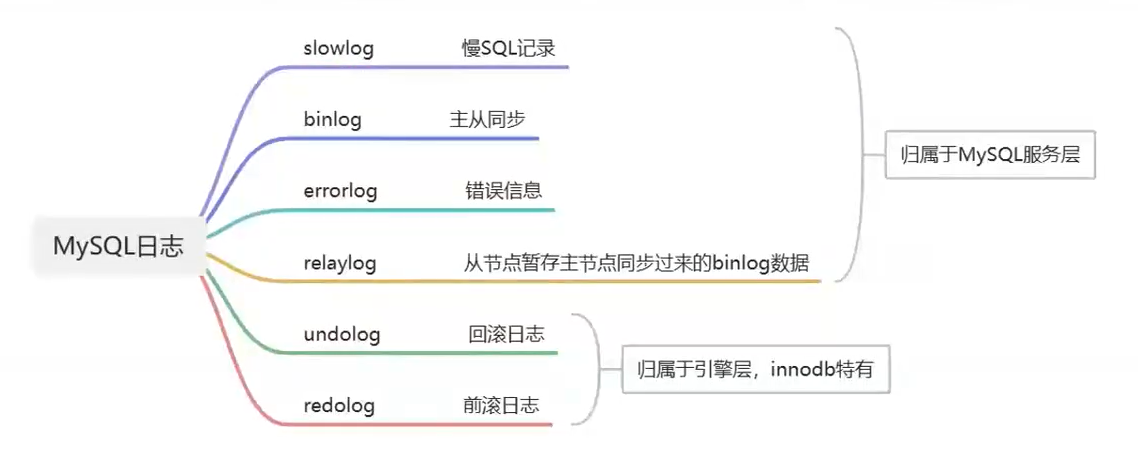 MySQL日志
slowlog 慢SQL记录
binlog 主从同步
errorlog 错误信息
relaylog 从节点暂存主节点同步过来的binlog数据
归属于MySQL服务层
undolog 回滚日志
redolog 前滚日志
归属于引擎层，innodb特有